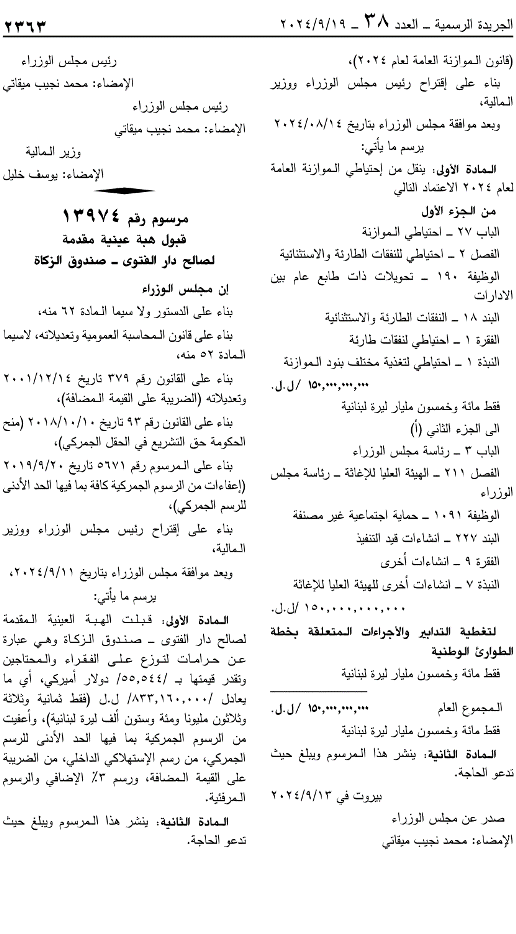 الجريدة الرسمية ــ العدد ٣٨ ــ ٢٠٢٤/٩/١٩
٢٣٦٣
(قانون الموازنة العامة لعام ٢٠٢٤)،
بناء على إقتراح رئيس مجلس الوزراء ووزير
المالية،
وبعد موافقة مجلس الوزراء بتاريخ ٢٠٢٤/٠٨/١٤
يرسم ما يأتي:
المادة الأولى: ينقل من إحتياطي الموازنة العامة
لعام ٢٠٢٤ الاعتماد التالي
من الجزء الأول
الباب ٢٧ ــ احتياطي الموازنة
الفصل ٢ ــ احتياطي للنفقات الطارئة والاستثنائية
الوظيفة ١٩٠ ــ تحويلات ذات طابع عام بين
الادارات
البند ١٨ ــ النفقات الطارئة والاستثنائية
الفقرة ١ ــ احتياطي لنفقات طارئة
النبذة ١ ــ احتياطي لتغذية مختلف بنود الموازنة
١٥٠,٠٠٠,٠٠٠,٠٠٠ /ل.ل.
فقط مائة وخمسون مليار ليرة لبنانية
الى الجزء الثاني (أ)
الباب ٣ ــ رئاسة مجلس الوزراء
الفصل ٢١١ ــ الهيئة العليا للإغاثة ــ رئاسة مجلس
الوزراء
الوظيفة ١٠٩١ ــ حماية اجتماعية غير مصنفة
البند ٢٢٧ ــ انشاءات قيد التنفيذ
الفقرة ٩ ــ انشاءات أخرى
النبذة ٧ ــ انشاءات أخرى للهيئة العليا للإغاثة
١٥٠,٠٠٠,٠٠٠,٠٠٠ /ل.ل.
لتغطية التدابير والأجراءات المتعلقة بخطة
الطوارئ الوطنية
فقط مائة وخمسون مليار ليرة لبنانية
المجموع العام ١٥٠,٠٠٠,٠٠٠,٠٠٠ /ل.ل.
فقط مائة وخمسون مليار ليرة لبنانية
المادة الثانية: ينشر هذا المرسوم ويبلغ حيث
تدعو الحاجة.
بيروت في ٢٠٢٤/٩/١٣
صدر عن مجلس الوزراء
الإمضاء: محمد نجيب ميقاتي
رئيس مجلس الوزراء
الإمضاء: محمد نجيب ميقاتي
رئيس مجلس الوزراء
الإمضاء: محمد نجيب ميقاتي
وزير المالية
الإمضاء: يوسف خليل
مرسوم رقم ١٣٩٧٤
قبول هبة عينية مقدمة
لصالح دار الفتوى ــ صندوق الزكاة
إن مجلس الوزراء
بناء على الدستور ولا سيما المادة ٦٢ منه،
بناء على قانون المحاسبة العمومية وتعديلاته، لاسيما
المادة ٥٢ منه،
بناء على القانون رقم ٣٧٩ تاريخ ٢٠٠١/١٢/١٤
وتعديلاته (الضريبة على القيمة المضافة)،
بناء على القانون رقم ٩٣ تاريخ ٢٠١٨/١٠/١٠ (منح
الحكومة حق التشريع في الحقل الجمركي)،
بناء على المرسوم رقم ٥٦٧١ تاريخ ٢٠١٩/٩/٢٠
(إعفاءات من الرسوم الجمركية كافة بما فيها الحد الأدنى
للرسم الجمركي)،
بناء على إقتراح رئيس مجلس الوزراء ووزير
المالية،
وبعد موافقة مجلس الوزراء بتاريخ ٢٠٢٤/٩/١١،
يرسم ما يأتي:
المادة الأولى: قبلت الهبة العينية المقدمة
لصالح دار الفتوى ــ صندوق الزكاة وهي عبارة
عن حرامات توزع على الفقراء والمحتاجين
وتقدر قيمتها بـ /٥٥,٥٤٤/ دولار أميركي، أي ما
يعادل /٨٣٣,١٦٠,٠٠٠/ ل.ل (فقط ثمانية وثلاثة
وثلاثون مليونا ومئة وستون ألف ليرة لبنانية)، وأعفيت
من الرسوم الجمركية بما فيها الحد الأدنى للرسم
الجمركي، من رسم الإستهلاكي الداخلي، من الضريبة
على القيمة المضافة، ورسم ٣٪ الإضافي والرسوم
المرفئية.
المادة الثانية: ينشر هذا المرسوم ويبلغ حيث
تدعو الحاجة.